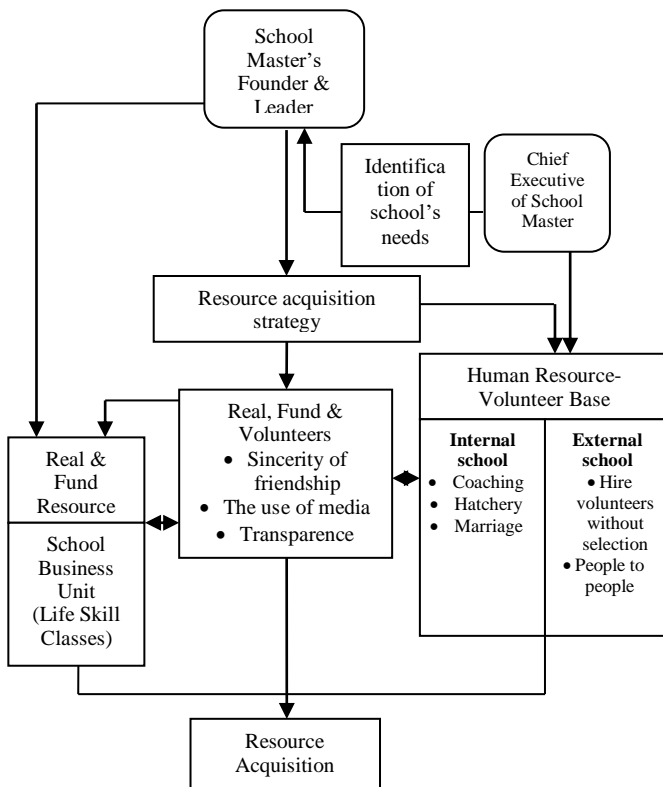 School
Master's
Founder &
Leader
Identifica
tion of
school's
needs
Chief
Executive
of School
Master
Resource acquisition
strategy
Human Resource-
Volunteer Base
Real, Fund &
Volunteers
• Sincerity of
friendship
• The use of media
• Transparence
Internal
school
• Coaching
• Hatchery
• Marriage
External
school
• Hire
volunteers
without
selection
• People to
people
Real &
Fund
Resource
School
Business
Unit
(Life Skill
Classes)
Resource
Acquisition